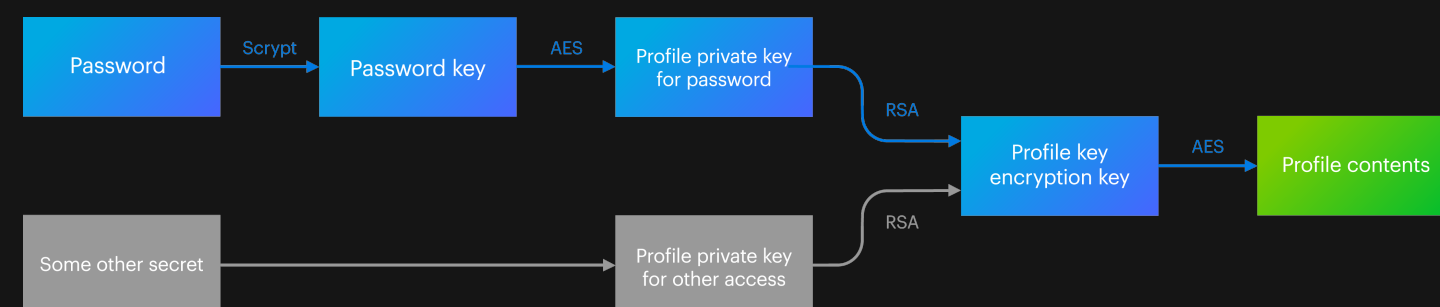 Password
Scrypt
Password key
AES
Profile private key
for password
RSA
Profile key
encryption key
AES
Profile contents
Some other secret
Profile private key
for other access
RSA